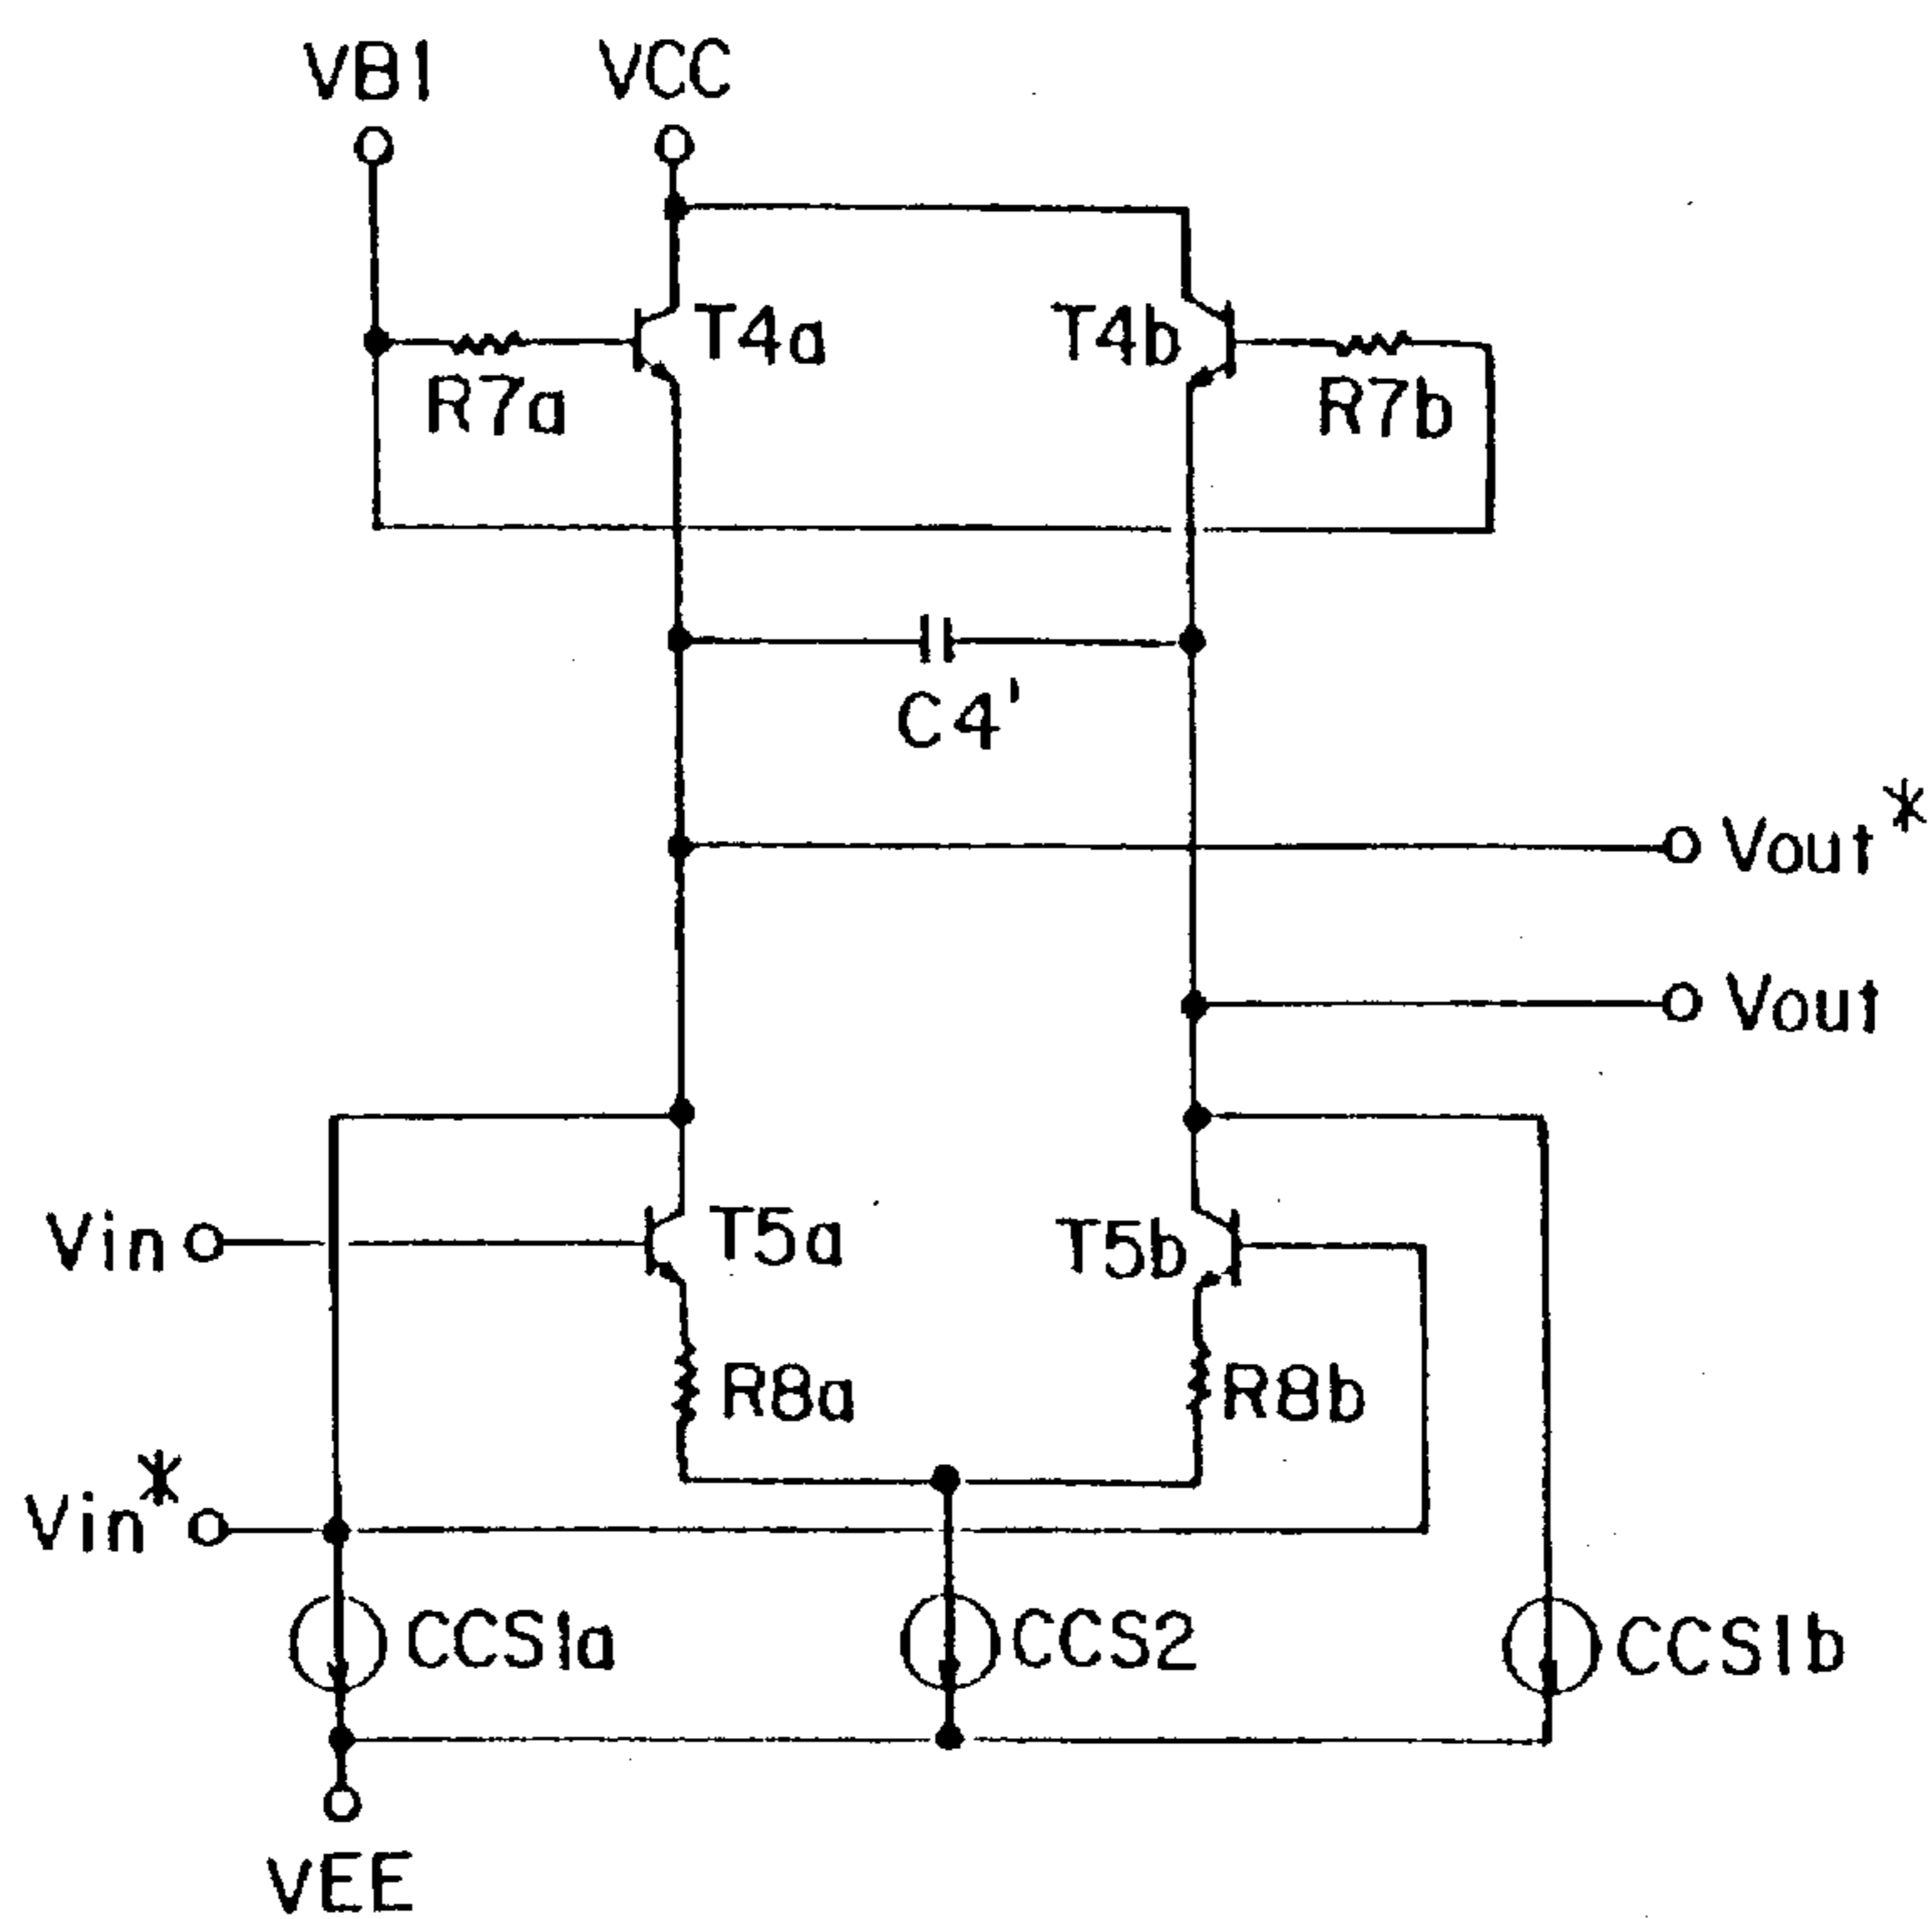 VB1 VCC
T4a T4b
R7a R7b
C4'
Vout*
Vout
Vin T5a T5b
R8a R8b
Vin*
CCS1a CCS2 CCS1b
VEE